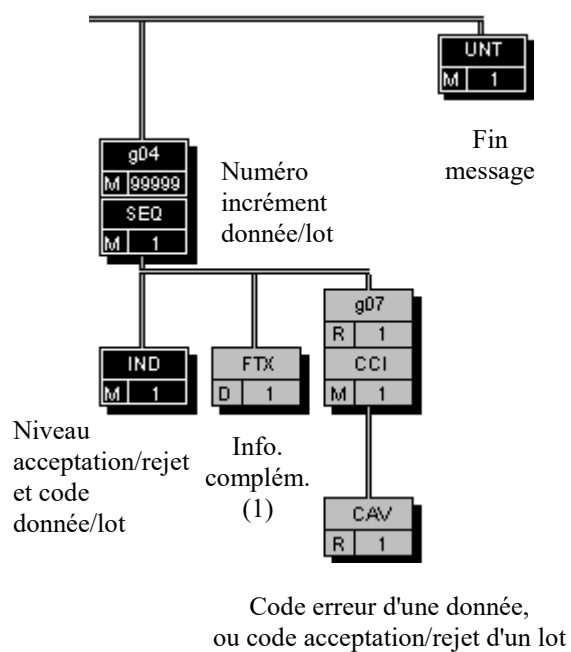 UNT
M 1
Fin
message
g04
M 99999
SEQ
M 1
Numéro
incrément
donnée/lot
g07
R 1
CCI
M 1
IND
M 1
FTX
D 1
Niveau
acceptation/rejet
et code
donnée/lot
Info.
complém.
(1)
CAV
R 1
Code erreur d'une donnée,
ou code acceptation/rejet d'un lot